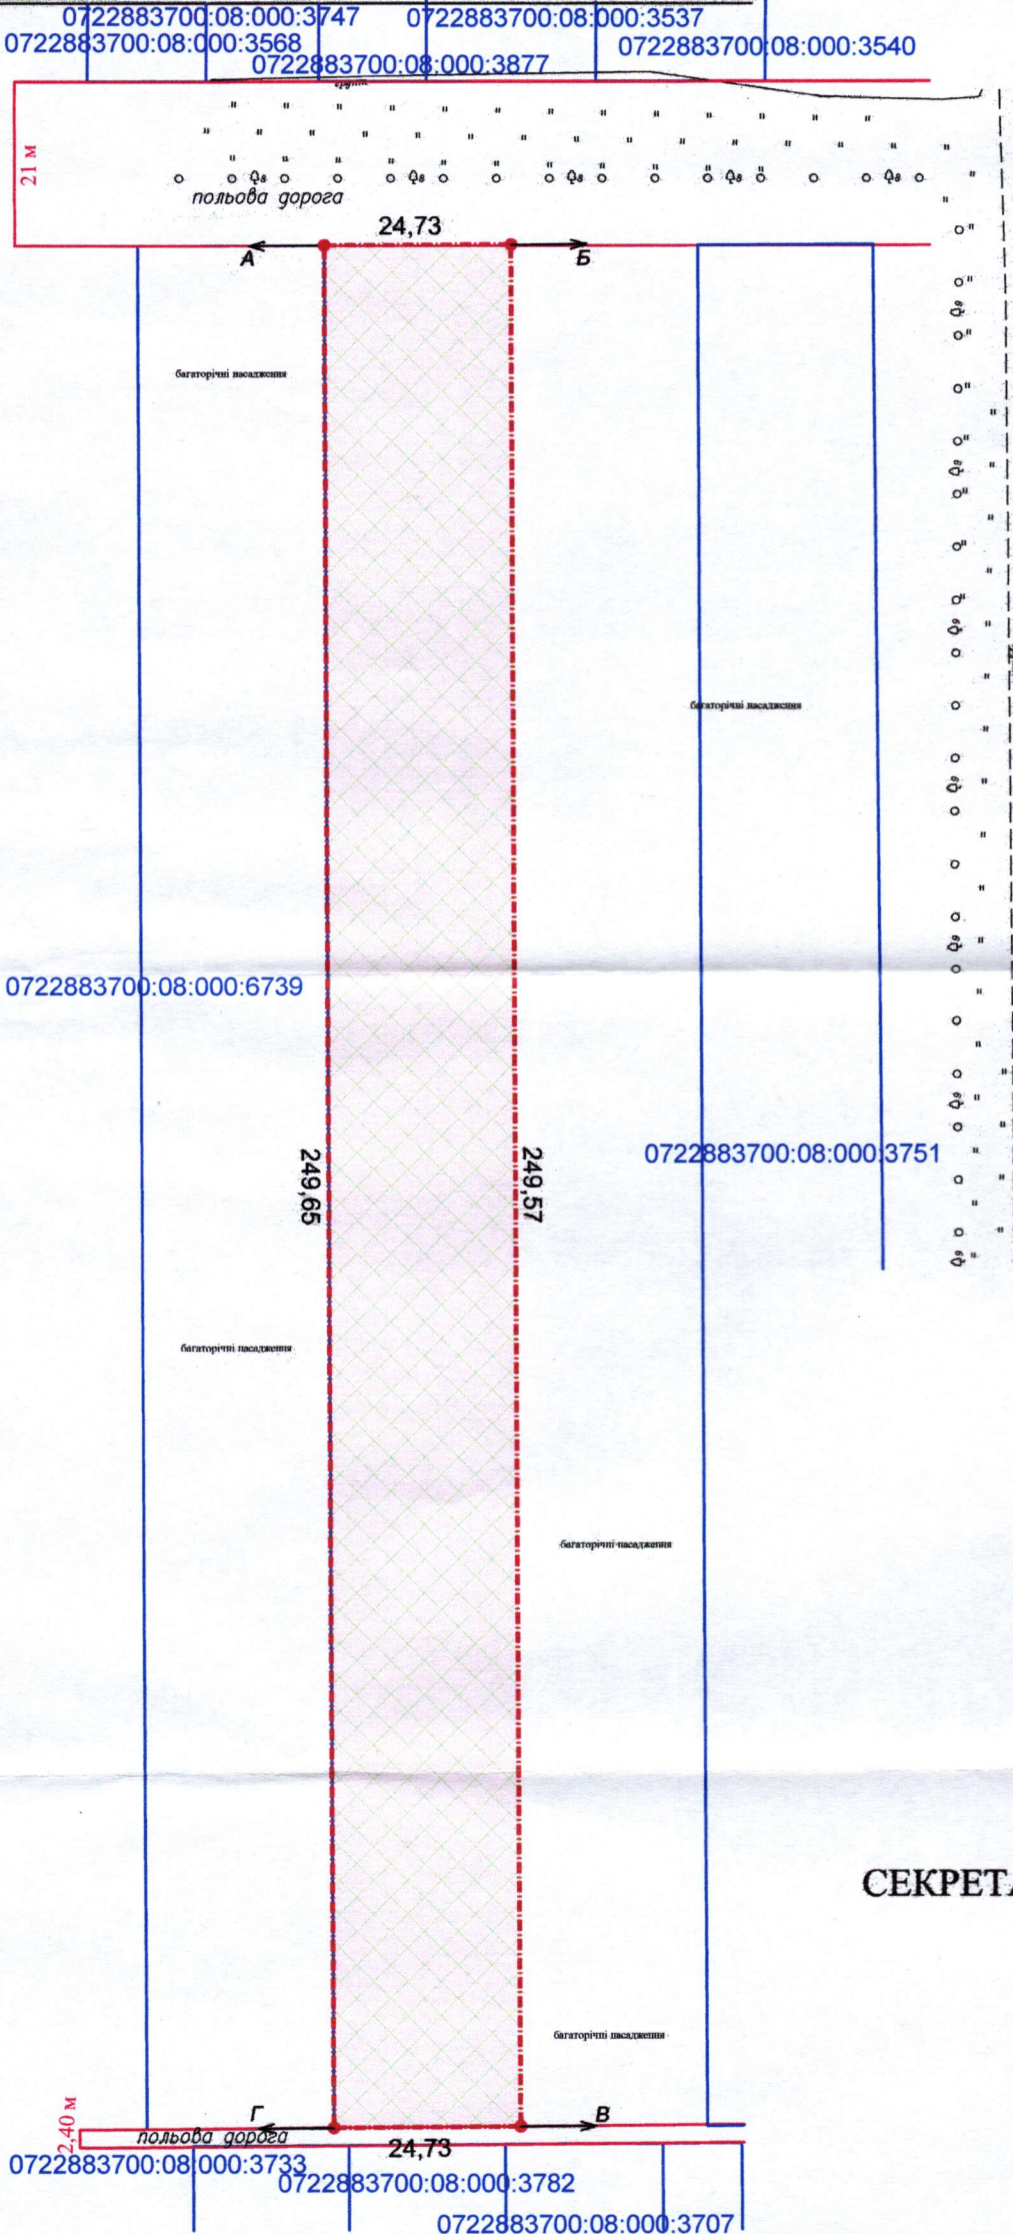 0722883700:08:000:3747
0722883700:08:000:3537
0722883700:08:000:3568
0722883700:08:000:3540
0722883700:08:000:3877
21 м
польова дорога
24,73
А
Б
багаторічні насадження
багаторічні насадження
0722883700:08:000:6739
0722883700:08:000:3751
249,65
249,57
багаторічні насадження
багаторічні насадження
СЕКРЕТА
багаторічні насадження
Г
В
2,40 м
польова дорога
24,73
0722883700:08:000:3733
0722883700:08:000:3782
0722883700:08:000:3707